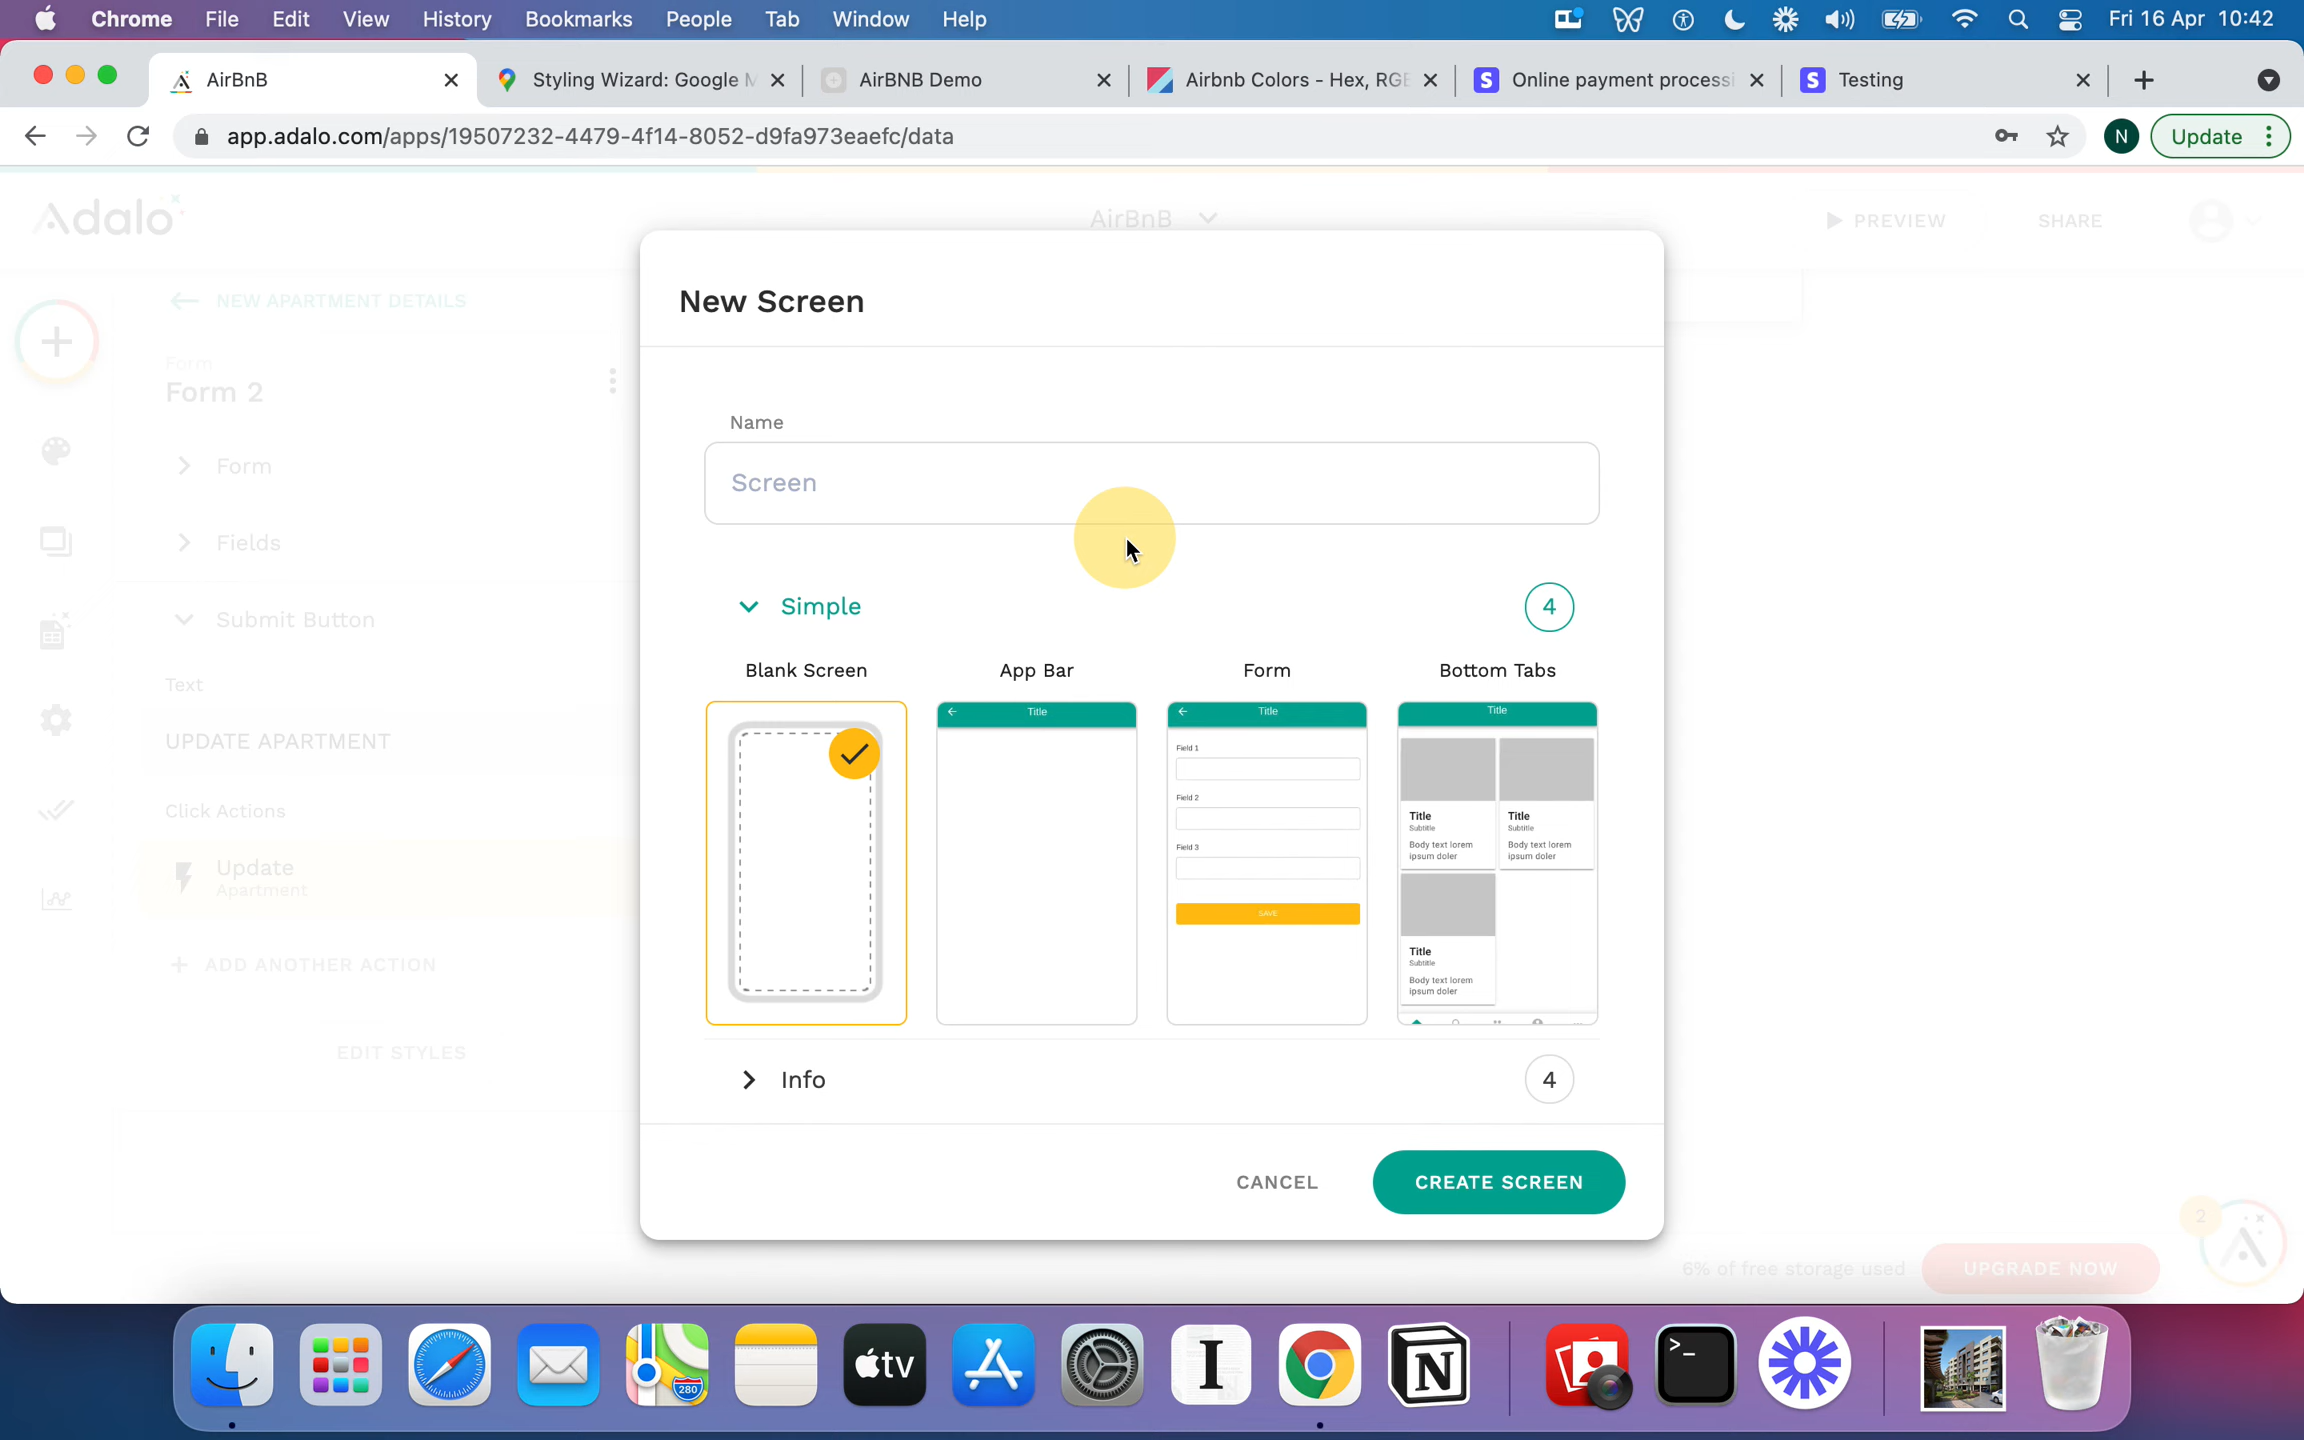 Chrome File Edit View History Bookmarks People Tab Window Help Fri 16 Apr 10:42
AirBnB Styling Wizard: Google M AirBNB Demo Airbnb Colors - Hex, RGB Online payment processi Testing
app.adalo.com/apps/19507232-4479-4f14-8052-d9fa973eaefc/data N Update
Adalo AirBnB PREVIEW SHARE
NEW APARTMENT DETAILS
Form
Form 2
Form
Fields
Submit Button
Text
UPDATE APARTMENT
Click Actions
Update
Apartment
ADD ANOTHER ACTION
EDIT STYLES
New Screen
Name
Screen
Simple 4
Blank Screen App Bar Form Bottom Tabs
Title Title Title
Field 1
Field 2
Field 3
SAVE
Title Title
Subtitle Subtitle
Body text lorem Body text lorem
ipsum doler ipsum doler
Title
Subtitle
Body text lorem
ipsum doler
Info 4
CANCEL CREATE SCREEN
2
6% of free storage used UPGRADE NOW
280
tv